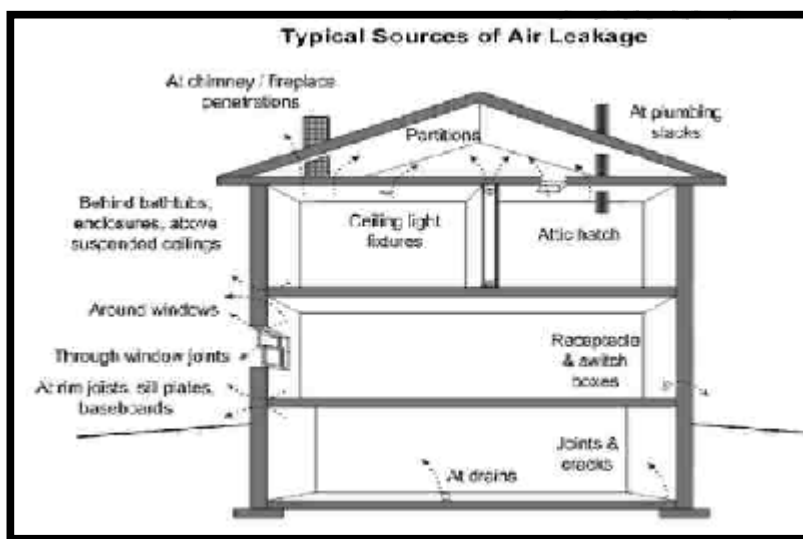 Typical Sources of Air Leakage
At chimney / fireplace
penetrations
Partitions
At plumbing
stacks
Behind bathtubs,
enclosures, above
suspended ceilings
Ceiling light
fixtures
Attic hatch
Around windows
Through window joints
At rim joists, sill plates,
baseboards
Receptacle
& switch
boxes
Joints &
cracks
At drains